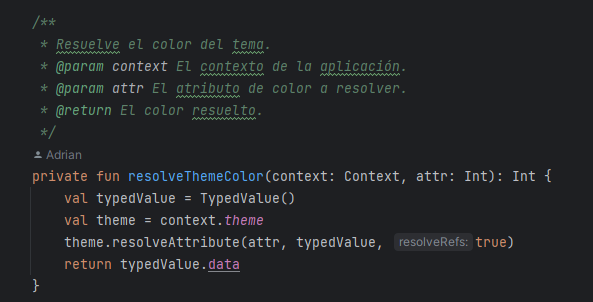 /**
 * Resuelve el color del tema.
 * @param context El contexto de la aplicación.
 * @param attr El atributo de color a resolver.
 * @return El color resuelto.
 */
Adrian
private fun resolveThemeColor(context: Context, attr: Int): Int {
    val typedValue = TypedValue()
    val theme = context.theme
    theme.resolveAttribute(attr, typedValue, resolveRefs: true)
    return typedValue.data
}